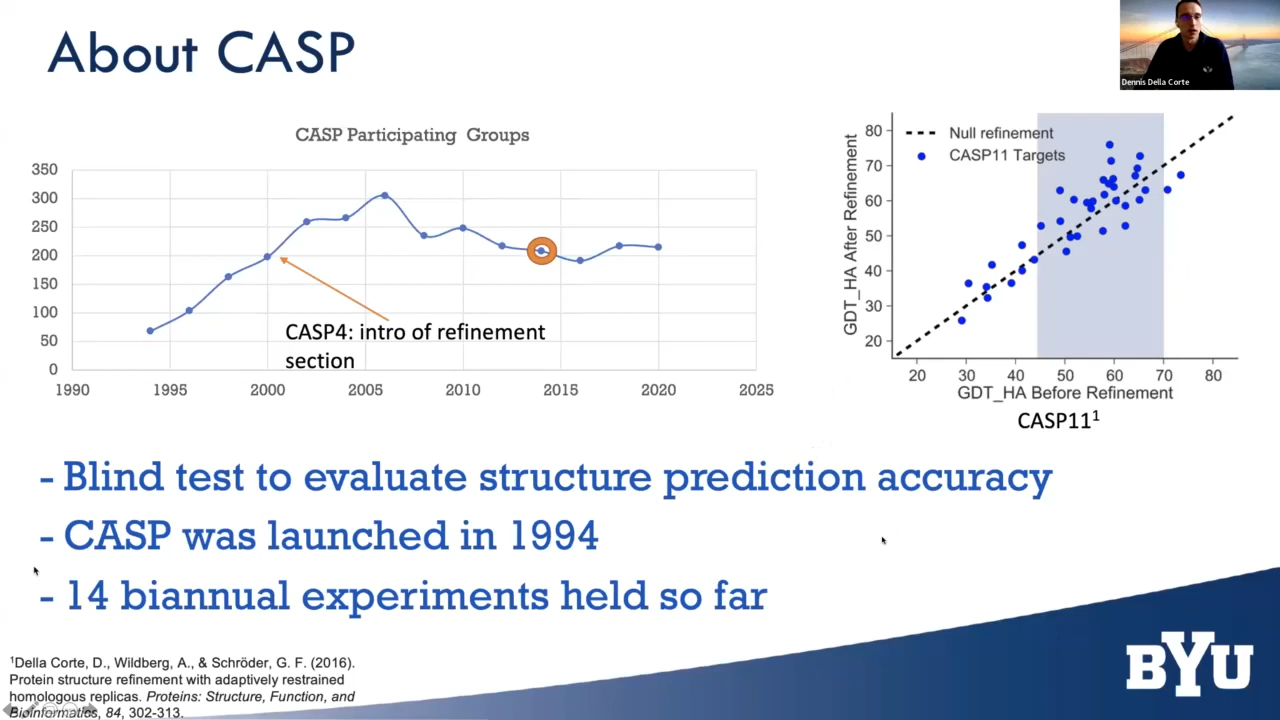 About CASP
Dennis Della Corte
CASP Participating Groups
350
300
250
200
150
100
50
0
1990
1995
2000
2006
2010
2015
2020
2025
CASP4: intro of refinement
section
Null refinement
CASP11 Targets
GDT_HA After Refinement
80
70
60
50
40
30
20
20
30
40
50
60
70
80
GDT_HA Before Refinement
CASP11¹
- Blind test to evaluate structure prediction accuracy
- CASP was launched in 1994
- 14 biannual experiments held so far
¹Della Corte, D., Wildberg, A., & Schröder, G. F. (2016).
Protein structure refinement with adaptively restrained
homologous replicas. Proteins: Structure, Function, and
Bioinformatics, 84, 302-313.
BYU